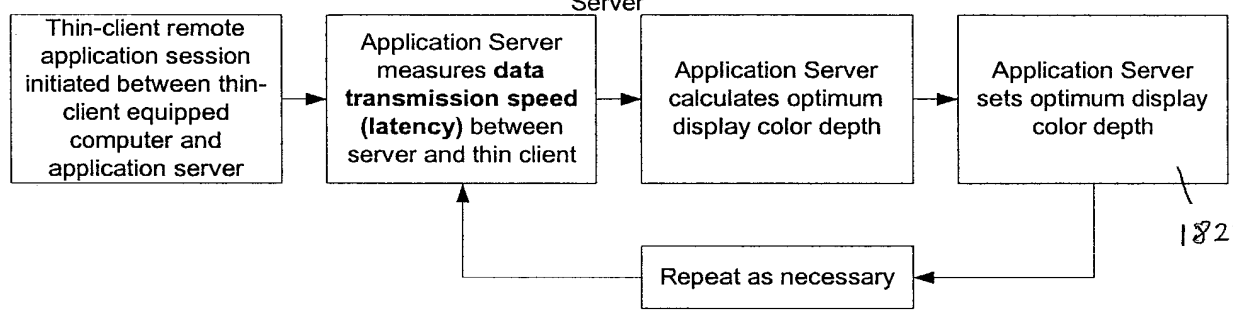 Server
Thin-client remote
application session
initiated between thin-
client equipped
computer and
application server
Application Server
measures data
transmission speed
(latency) between
server and thin client
Application Server
calculates optimum
display color depth
Application Server
sets optimum display
color depth
182
Repeat as necessary